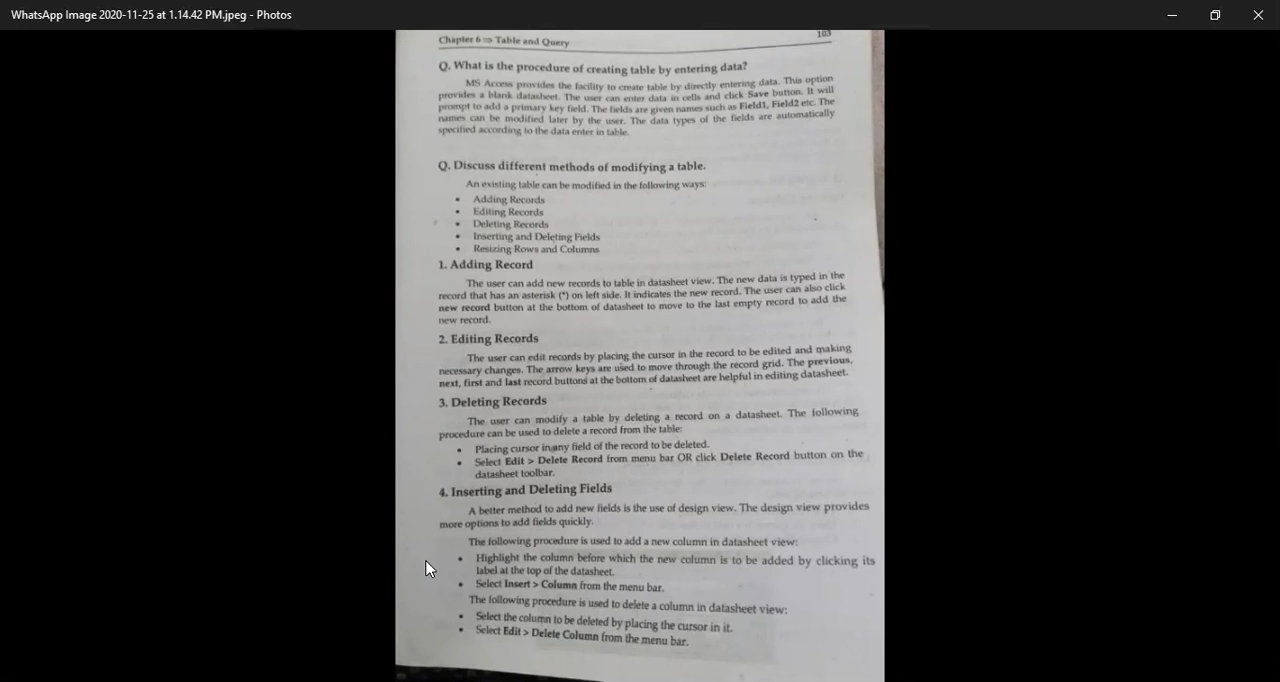 WhatsApp Image 2020-11-25 at 1.14.42 PM.jpeg - Photos
Chapter 6 ⇒ Table and Query
103
Q. What is the procedure of creating table by entering data?
MS Access provides the facility to create table by directly entering data. This option
provides a blank datasheet. The user can enter data in cells and click Save button. It will
prompt to add a primary key field. The fields are given names such as Field1, Field2 etc. The
names can be modified later by the user. The data types of the fields are automatically
specified according to the data enter in table.
Q. Discuss different methods of modifying a table.
An existing table can be modified in the following ways:
• Adding Records
• Editing Records
• Deleting Records
• Inserting and Deleting Fields
• Resizing Rows and Columns
1. Adding Record
The user can add new records to table in datasheet view. The new data is typed in the
record that has an asterisk (*) on left side. It indicates the new record. The user can also click
new record button at the bottom of datasheet to move to the last empty record to add the
new record.
2. Editing Records
The user can edit records by placing the cursor in the record to be edited and making
necessary changes. The arrow keys are used to move through the record grid. The previous,
next, first and last record buttons at the bottom of datasheet are helpful in editing datasheet.
3. Deleting Records
The user can modify a table by deleting a record on a datasheet. The following
procedure can be used to delete a record from the table:
• Placing cursor in any field of the record to be deleted.
• Select Edit > Delete Record from menu bar OR click Delete Record button on the
datasheet toolbar.
4. Inserting and Deleting Fields
A better method to add new fields is the use of design view. The design view provides
more options to add fields quickly.
The following procedure is used to add a new column in datasheet view:
• Highlight the column before which the new column is to be added by clicking its
label at the top of the datasheet.
• Select Insert > Column from the menu bar.
The following procedure is used to delete a column in datasheet view:
• Select the column to be deleted by placing the cursor in it.
• Select Edit > Delete Column from the menu bar.